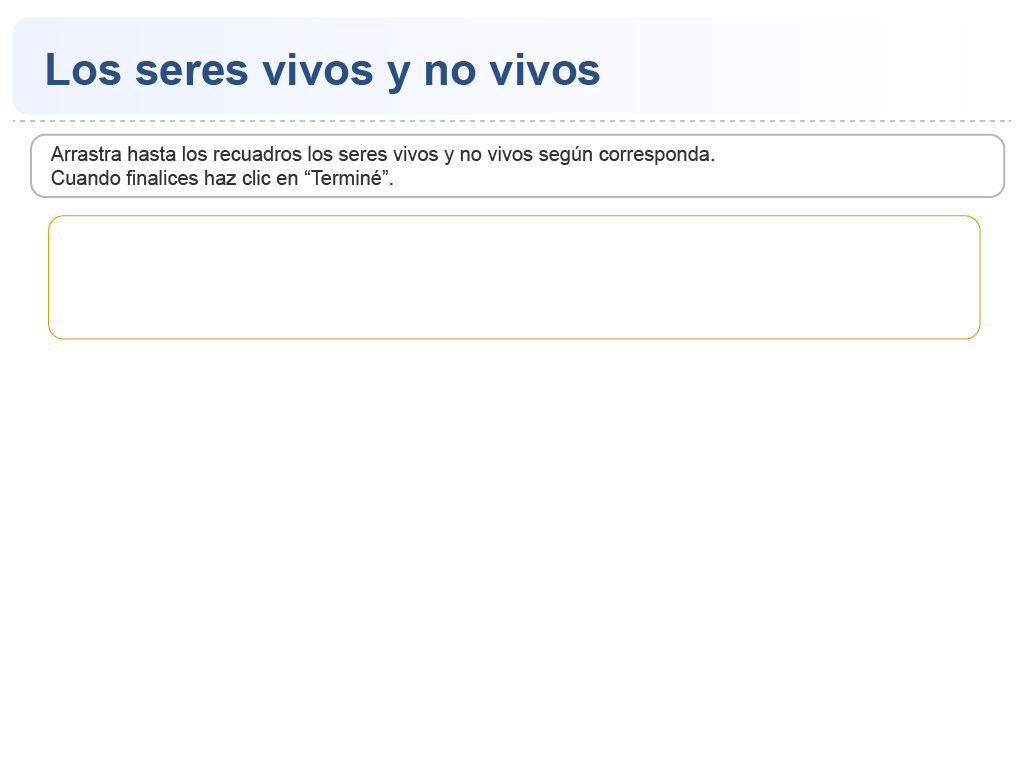 Los seres vivos y no vivos
Arrastra hasta los recuadros los seres vivos y no vivos según corresponda.
Cuando finalices haz clic en “Terminé”.